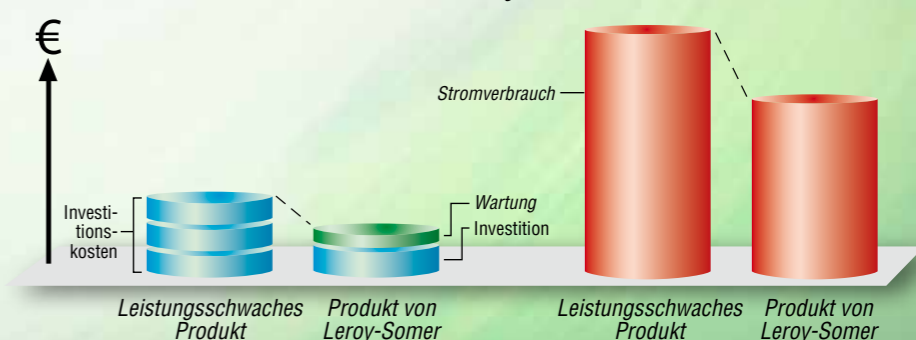 €
Stromverbrauch
Investi-
tions-
kosten
Wartung
Investition
Leistungsschwaches
Produkt
Produkt von
Leroy-Somer
Leistungsschwaches
Produkt
Produkt von
Leroy-Somer